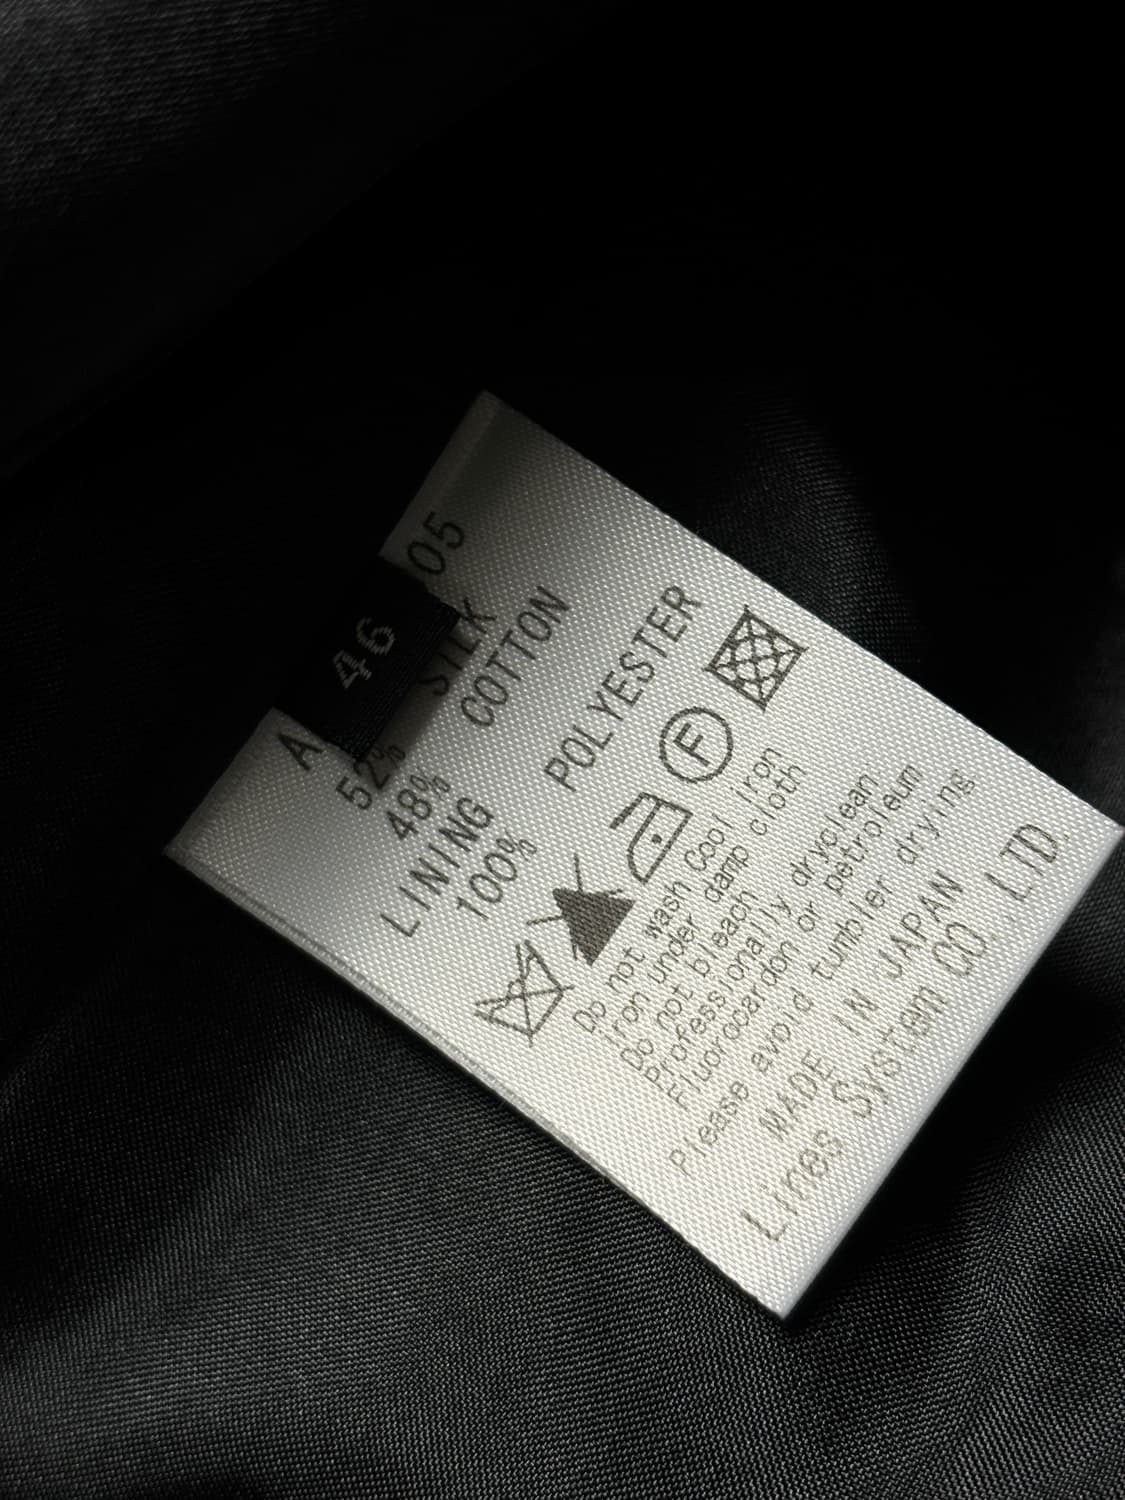 46
05
52% SILK
48% COTTON
LINING
100% POLYESTER
F
Do not wash Cool iron
Iron under damp cloth
Do not bleach
Professionally dryclean
Fluorocardon or petroleum
Please avoid tumbler drying
MADE IN JAPAN
Lines System CO. LTD.